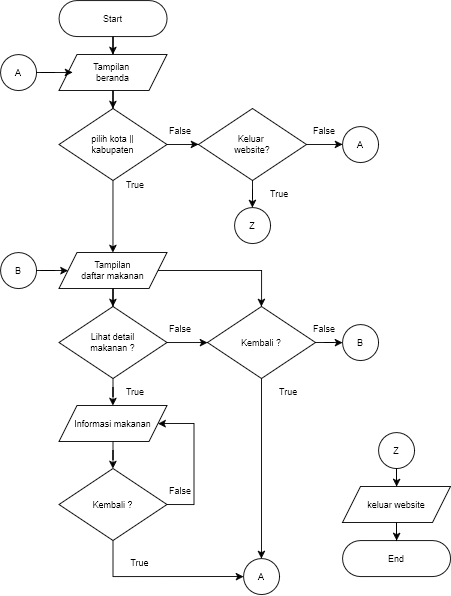 Start
A
Tampilan
beranda
pilih kota ||
kabupaten
False
Keluar
website?
False
A
True
True
Z
B
Tampilan
daftar makanan
Lihat detail
makanan ?
False
Kembali ?
False
B
True
True
Informasi makanan
Kembali ?
False
True
A
Z
keluar website
End